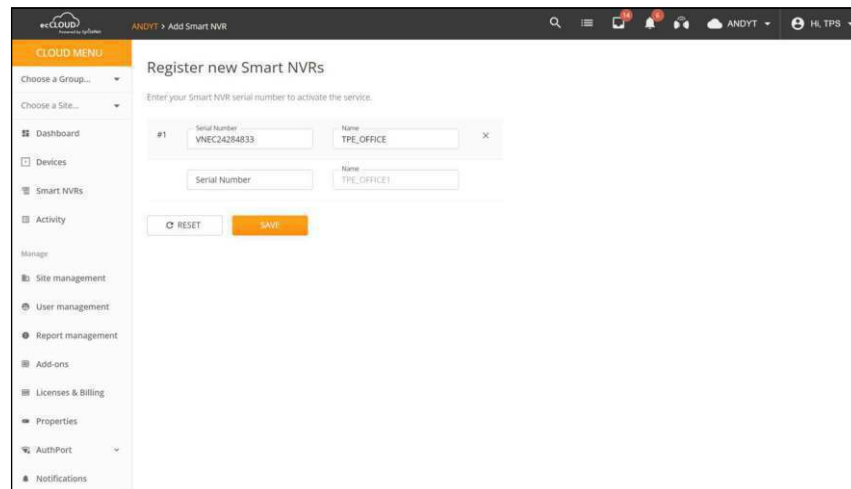 ecCLOUD
ANDYT > Add Smart NVR
14
6
ANDYT
Hi, TPS
CLOUD MENU
Choose a Group...
Choose a Site...
Dashboard
Devices
Smart NVRs
Activity
Manage
Site management
User management
Report management
Add-ons
Licenses & Billing
Properties
AuthPort
Notifications
Register new Smart NVRs
Enter your Smart NVR serial number to activate the service.
#1
Serial Number
VNEC24284833
Name
TPE_OFFICE
Serial Number
Name
TPE_OFFICE1
RESET
SAVE